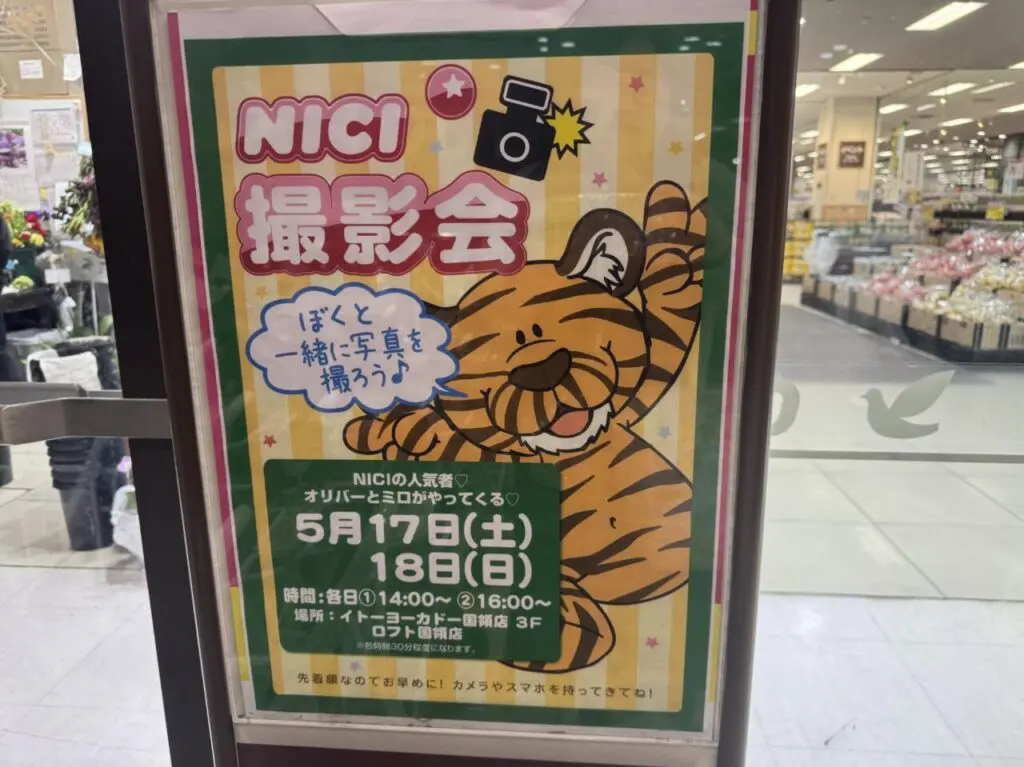 NICI
撮影会
ぼくと
一緒に写真を
撮ろう♪
NICIの人気者♡
オリバーとミロがやってくる♡
5月17日(土)
18日(日)
時間：各日①14:00〜 ②16:00〜
場所：イトーヨーカドー国領店 3F
ロフト国領店
※各時間30分程度になります。
先着順なのでお早めに！カメラやスマホを持ってきてね！